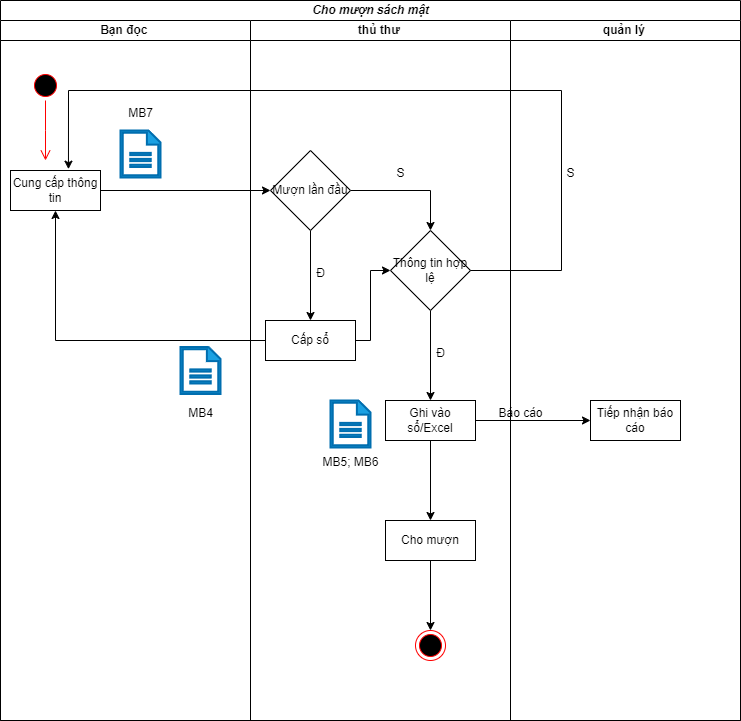 Cho mượn sách mật
Bạn đọc
thủ thư
quản lý
MB7
Cung cấp thông
tin
Mượn lần đầu
S
S
Thông tin hợp
lệ
Đ
Cấp sổ
Đ
MB4
Ghi vào
sổ/Excel
Báo cáo
Tiếp nhận báo
cáo
MB5; MB6
Cho mượn